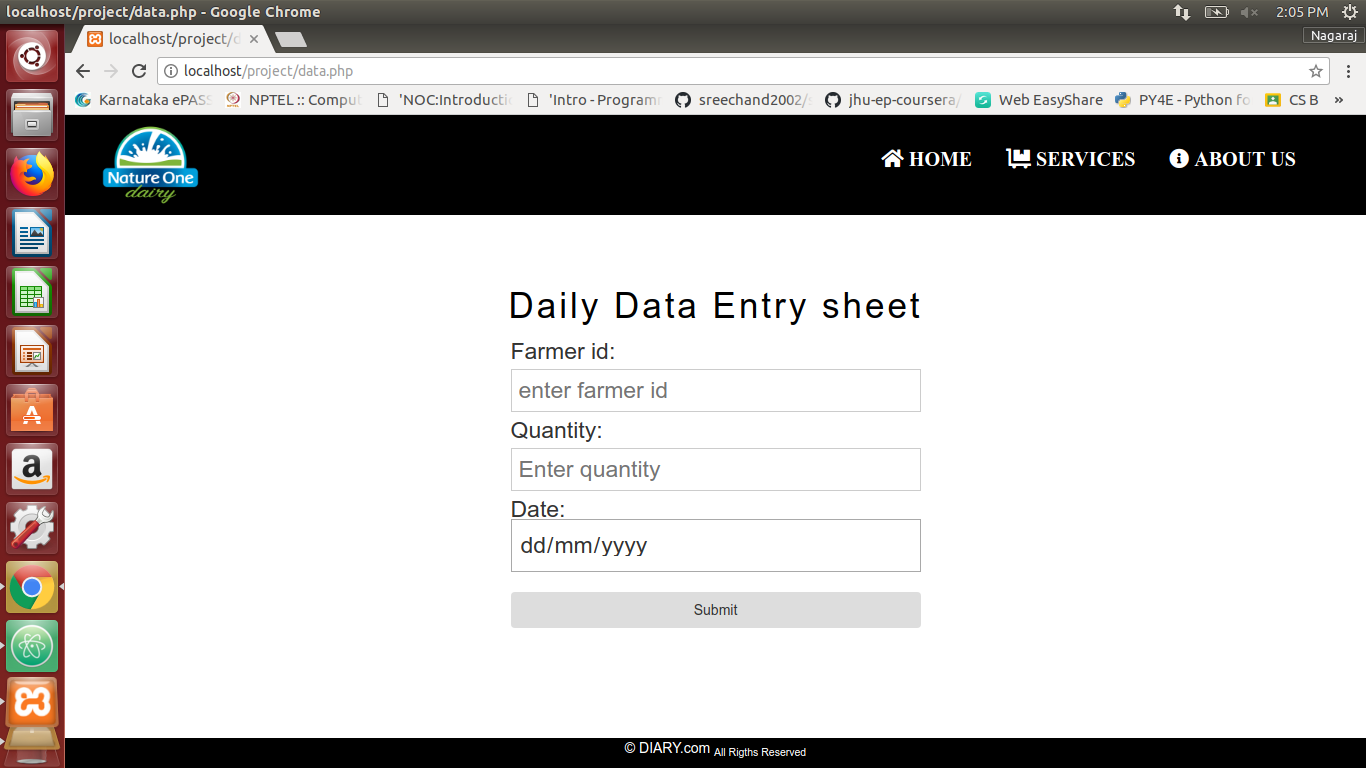 localhost/project/data.php - Google Chrome 2:05 PM
localhost/project/d Nagaraj
localhost/project/data.php
Karnataka ePASS NPTEL :: Comput 'NOC:Introducti 'Intro - Programm sreechand2002/s jhu-ep-coursera/ Web EasyShare PY4E - Python fo CS B »
Nature One
dairy
HOME SERVICES ABOUT US
Daily Data Entry sheet
Farmer id:
enter farmer id
Quantity:
Enter quantity
Date:
dd/mm/yyyy
Submit
© DIARY.com All Rigths Reserved